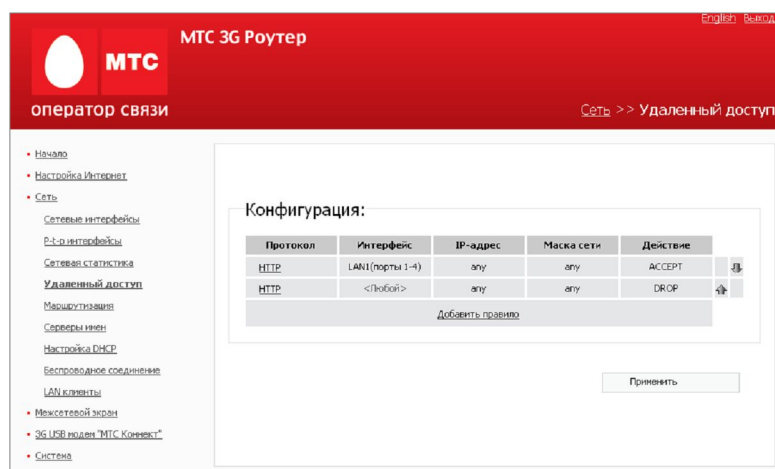 English Выход
МТС 3G Роутер
МТС
оператор связи
Сеть >> Удаленный доступ
Начало
Настройка Интернет
Сеть
Сетевые интерфейсы
P-t-p интерфейсы
Сетевая статистика
Удаленный доступ
Маршрутизация
Серверы имен
Настройка DHCP
Беспроводное соединение
LAN клиенты
Межсетевой экран
3G USB модем "МТС Коннект"
Система
Конфигурация:
Протокол Интерфейс IP-адрес Маска сети Действие
HTTP LAN1(порты 1-4) any any ACCEPT
HTTP <Любой> any any DROP
Добавить правило
Применить